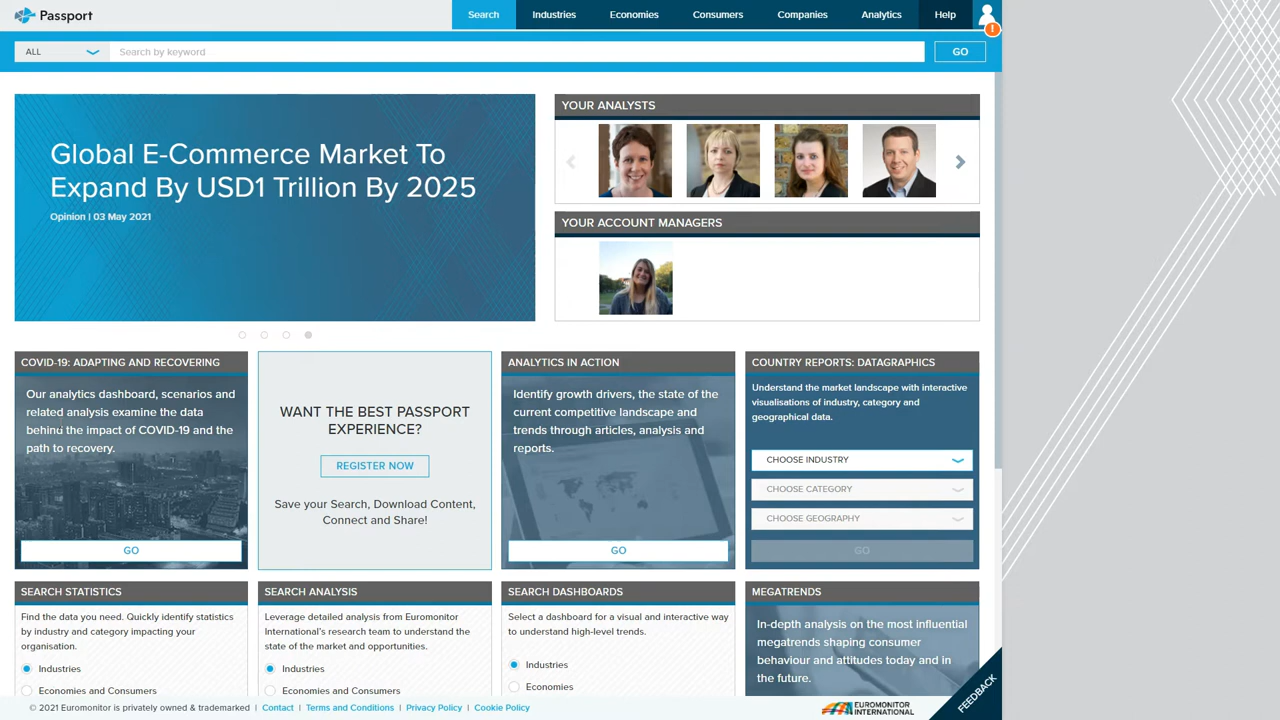 Passport
Search
Industries
Economies
Consumers
Companies
Analytics
Help
ALL
Search by keyword
GO
Global E-Commerce Market To
Expand By USD1 Trillion By 2025
Opinion | 03 May 2021
YOUR ANALYSTS
YOUR ACCOUNT MANAGERS
COVID-19: ADAPTING AND RECOVERING
Our analytics dashboard, scenarios and
related analysis examine the data
behind the impact of COVID-19 and the
path to recovery.
GO
WANT THE BEST PASSPORT
EXPERIENCE?
REGISTER NOW
Save your Search, Download Content,
Connect and Share!
ANALYTICS IN ACTION
Identify growth drivers, the state of the
current competitive landscape and
trends through articles, analysis and
reports.
GO
COUNTRY REPORTS: DATAGRAPHICS
Understand the market landscape with interactive
visualisations of industry, category and
geographical data.
CHOOSE INDUSTRY
CHOOSE CATEGORY
CHOOSE GEOGRAPHY
GO
SEARCH STATISTICS
Find the data you need. Quickly identify statistics
by industry and category impacting your
organisation.
Industries
Economies and Consumers
SEARCH ANALYSIS
Leverage detailed analysis from Euromonitor
International's research team to understand the
state of the market and opportunities.
Industries
Economies and Consumers
SEARCH DASHBOARDS
Select a dashboard for a visual and interactive way
to understand high-level trends.
Industries
Economies
MEGATRENDS
In-depth analysis on the most influential
megatrends shaping consumer
behaviour and attitudes today and in
the future.
FEEDBACK
© 2021 Euromonitor is privately owned & trademarked | Contact | Terms and Conditions | Privacy Policy | Cookie Policy
EUROMONITOR
INTERNATIONAL